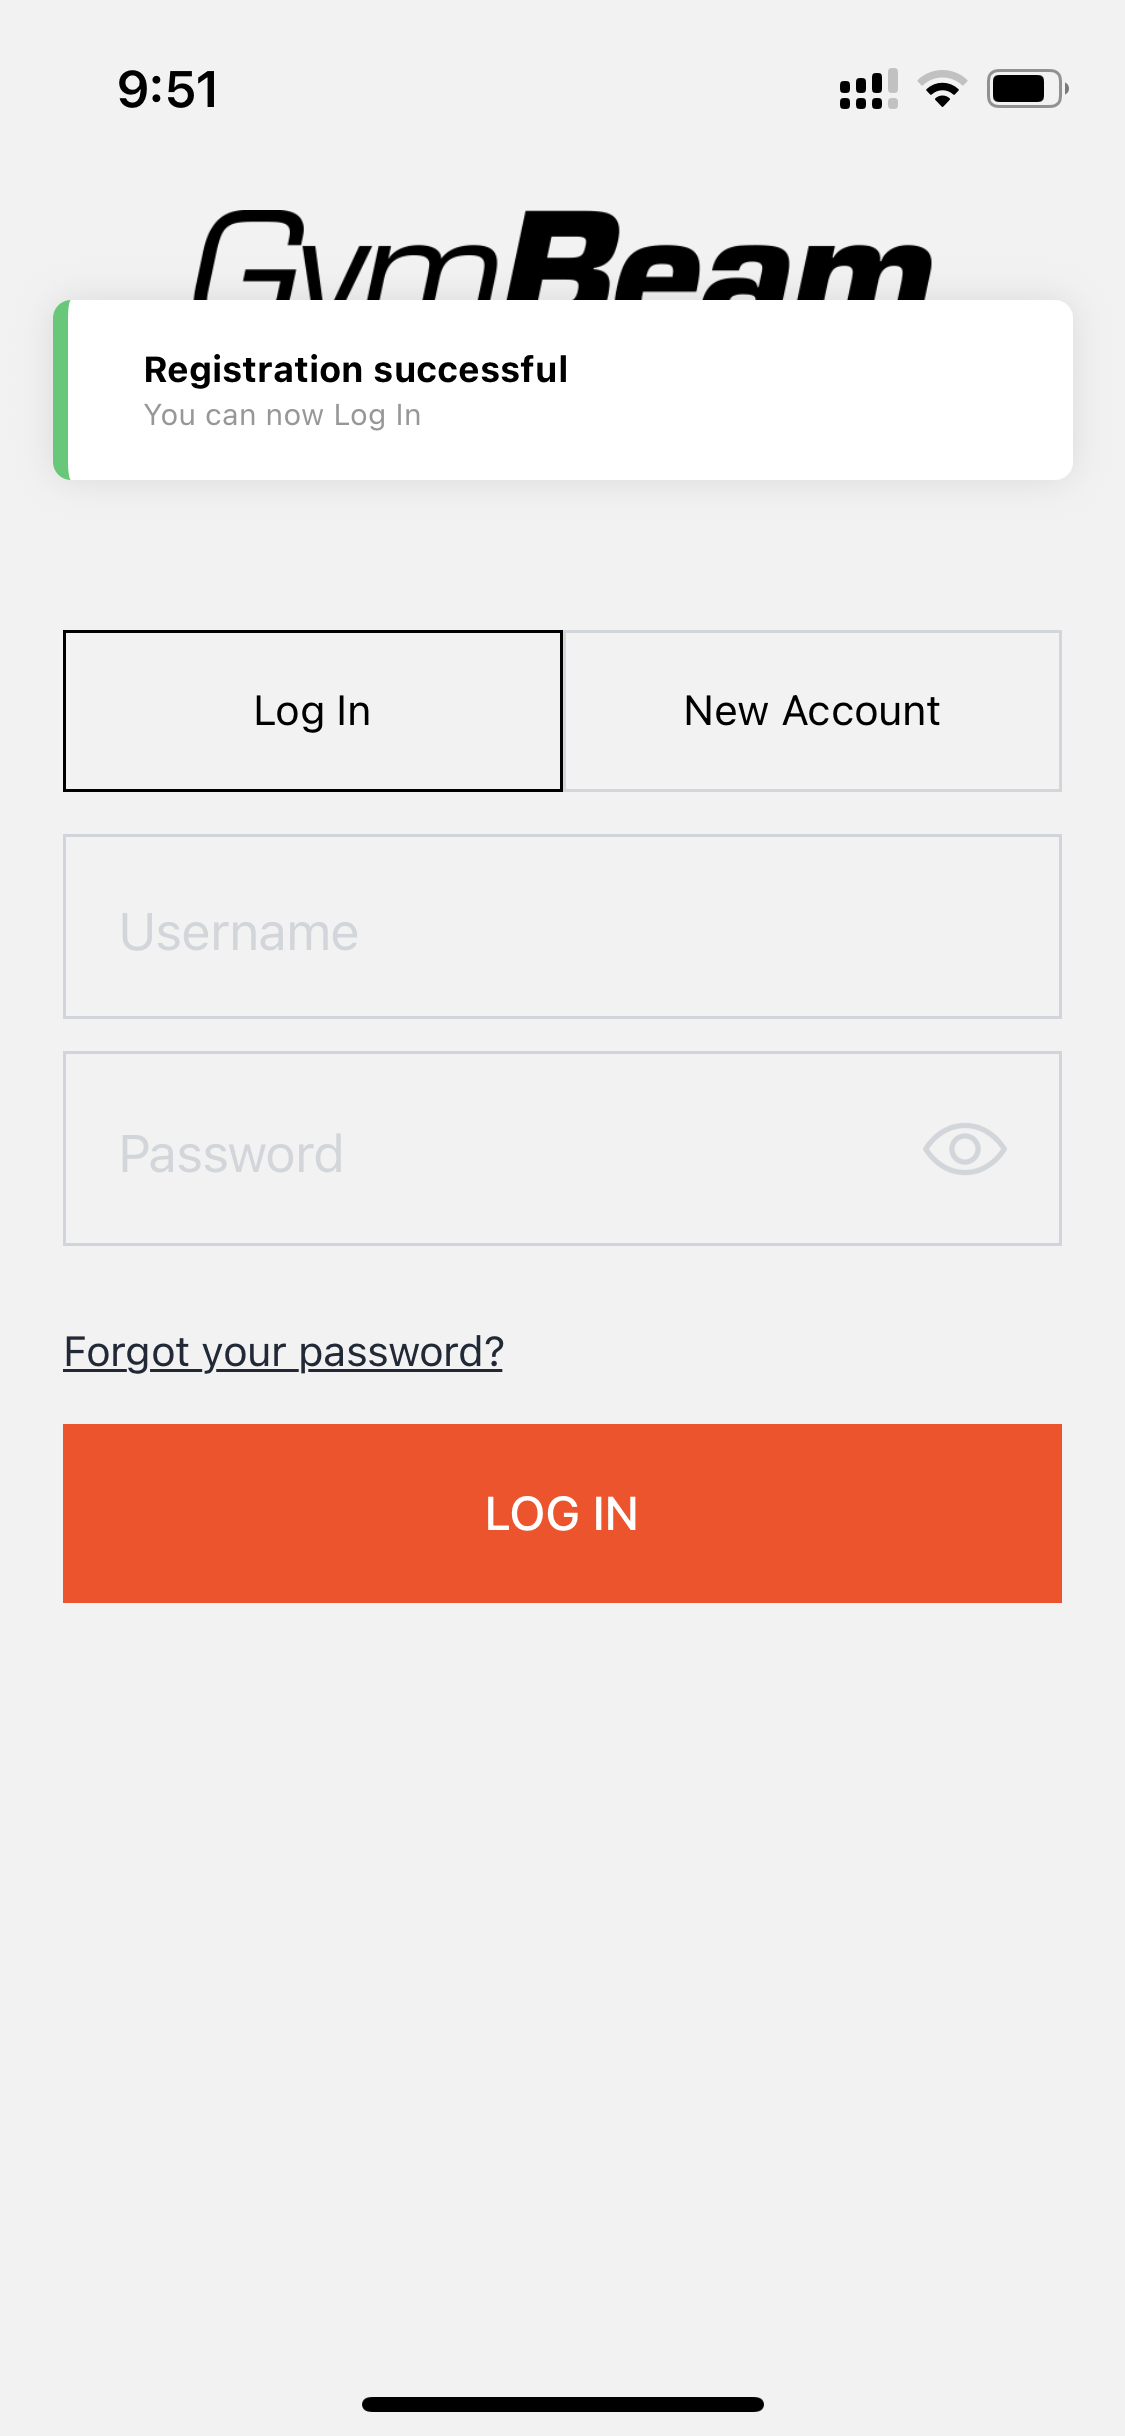 9:51
GymBeam
Registration successful
You can now Log In
Log In
New Account
Username
Password
Forgot your password?
LOG IN